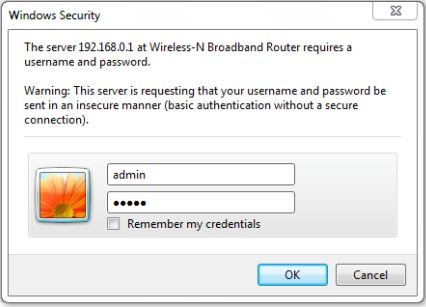 Windows Security
The server 192.168.0.1 at Wireless-N Broadband Router requires a
username and password.
Warning: This server is requesting that your username and password be
sent in an insecure manner (basic authentication without a secure
connection).
admin
•••••
Remember my credentials
OK
Cancel